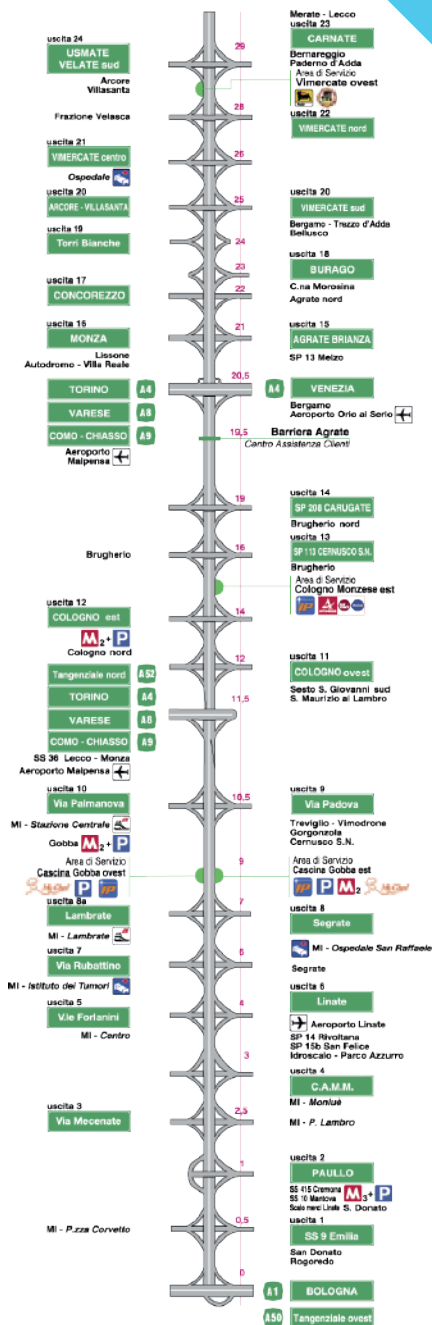 uscita 24
USMATE
VELATE sud
Arcore
Villasanta
29
Merate - Lecco
uscita 23
CARNATE
Bernareggio
Paderno d'Adda
Area di Servizio
Vimercate ovest
Frazione Velasca
28
uscita 22
VIMERCATE nord
uscita 21
VIMERCATE centro
Ospedale
26
uscita 20
ARCORE - VILLASANTA
25
uscita 20
VIMERCATE sud
Bergamo - Trezzo d'Adda
Bellusco
uscita 19
Torri Bianche
24
uscita 18
BURAGO
C.na Morosina
Agrate nord
23
uscita 17
CONCOREZZO
22
uscita 16
MONZA
Lissone
Autodromo - Villa Reale
21
uscita 15
AGRATE BRIANZA
SP 13 Melzo
20,5
TORINO A4
VARESE A8
COMO - CHIASSO A9
Aeroporto
Malpensa
A4 VENEZIA
Bergamo
Aeroporto Orio al Serio
19,5
Barriera Agrate
Centro Assistenza Clienti
19
uscita 14
SP 208 CARUGATE
Brugherio nord
Brugherio
16
uscita 13
SP 113 CERNUSCO S.N.
Brugherio
Area di Servizio
Cologno Monzese est
IP
uscita 12
COLOGNO est
M2 + P
Cologno nord
14
12
uscita 11
COLOGNO ovest
Sesto S. Giovanni sud
S. Maurizio al Lambro
Tangenziale nord A52
TORINO A4
VARESE A8
COMO - CHIASSO A9
SS 36 Lecco - Monza
Aeroporto Malpensa
11,5
uscita 10
Via Palmanova
MI - Stazione Centrale
Gobba M2 + P
10,5
uscita 9
Via Padova
Treviglio - Vimodrone
Gorgonzola
Cernusco S.N.
Area di Servizio
Cascina Gobba ovest
P IP
9
Area di Servizio
Cascina Gobba est
IP P M2
uscita 8a
Lambrate
MI - Lambrate
7
uscita 8
Segrate
MI - Ospedale San Raffaele
Segrate
uscita 7
Via Rubattino
MI - Istituto dei Tumori
5
uscita 6
Linate
Aeroporto Linate
SP 14 Rivoltana
SP 15b San Felice
Idroscalo - Parco Azzurro
uscita 5
V.le Forlanini
MI - Centro
4
3
uscita 4
C.A.M.M.
MI - Monluè
uscita 3
Via Mecenate
2,5
MI - P. Lambro
1
uscita 2
PAULLO
SS 415 Cremona
SS 10 Mantova
Scalo merci Linate
M3 + P
S. Donato
MI - P.zza Corvetto
0,5
uscita 1
SS 9 Emilia
San Donato
Rogoredo
0
A1 BOLOGNA
A50 Tangenziale ovest